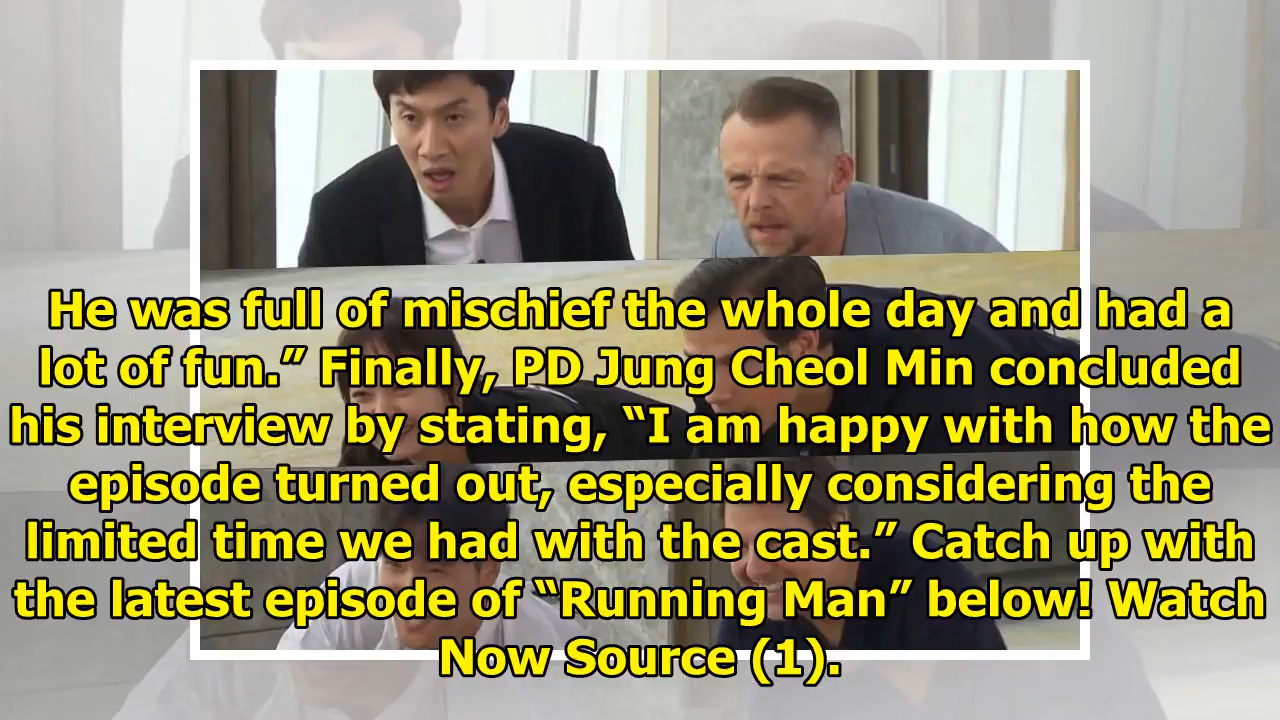 He was full of mischief the whole day and had a
lot of fun.” Finally, PD Jung Cheol Min concluded
his interview by stating, “I am happy with how the
episode turned out, especially considering the
limited time we had with the cast.” Catch up with
the latest episode of “Running Man” below! Watch
Now Source (1).